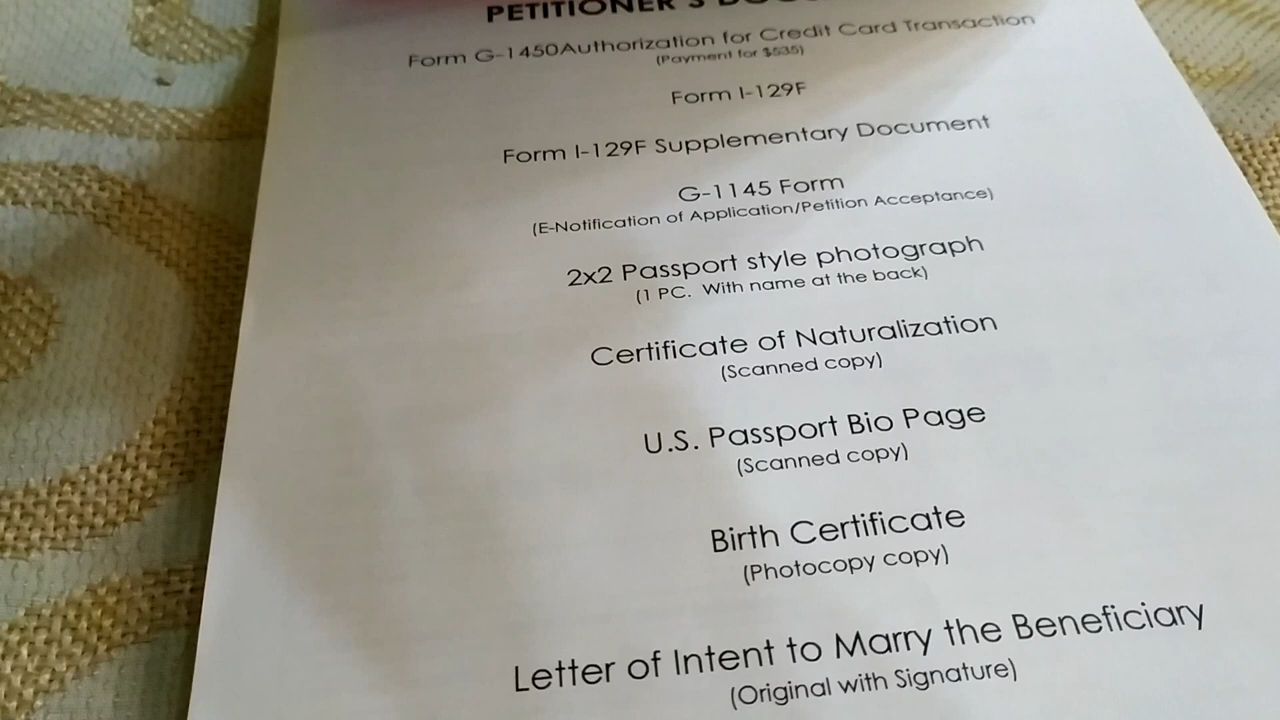 PETITIONER'S
Form G-1450Authorization for Credit Card Transaction
(Payment for $535)
Form I-129F
Form I-129F Supplementary Document
G-1145 Form
(E-Notification of Application/Petition Acceptance)
2x2 Passport style photograph
(1 PC. With name at the back)
Certificate of Naturalization
(Scanned copy)
U.S. Passport Bio Page
(Scanned copy)
Birth Certificate
(Photocopy copy)
Letter of Intent to Marry the Beneficiary
(Original with Signature)